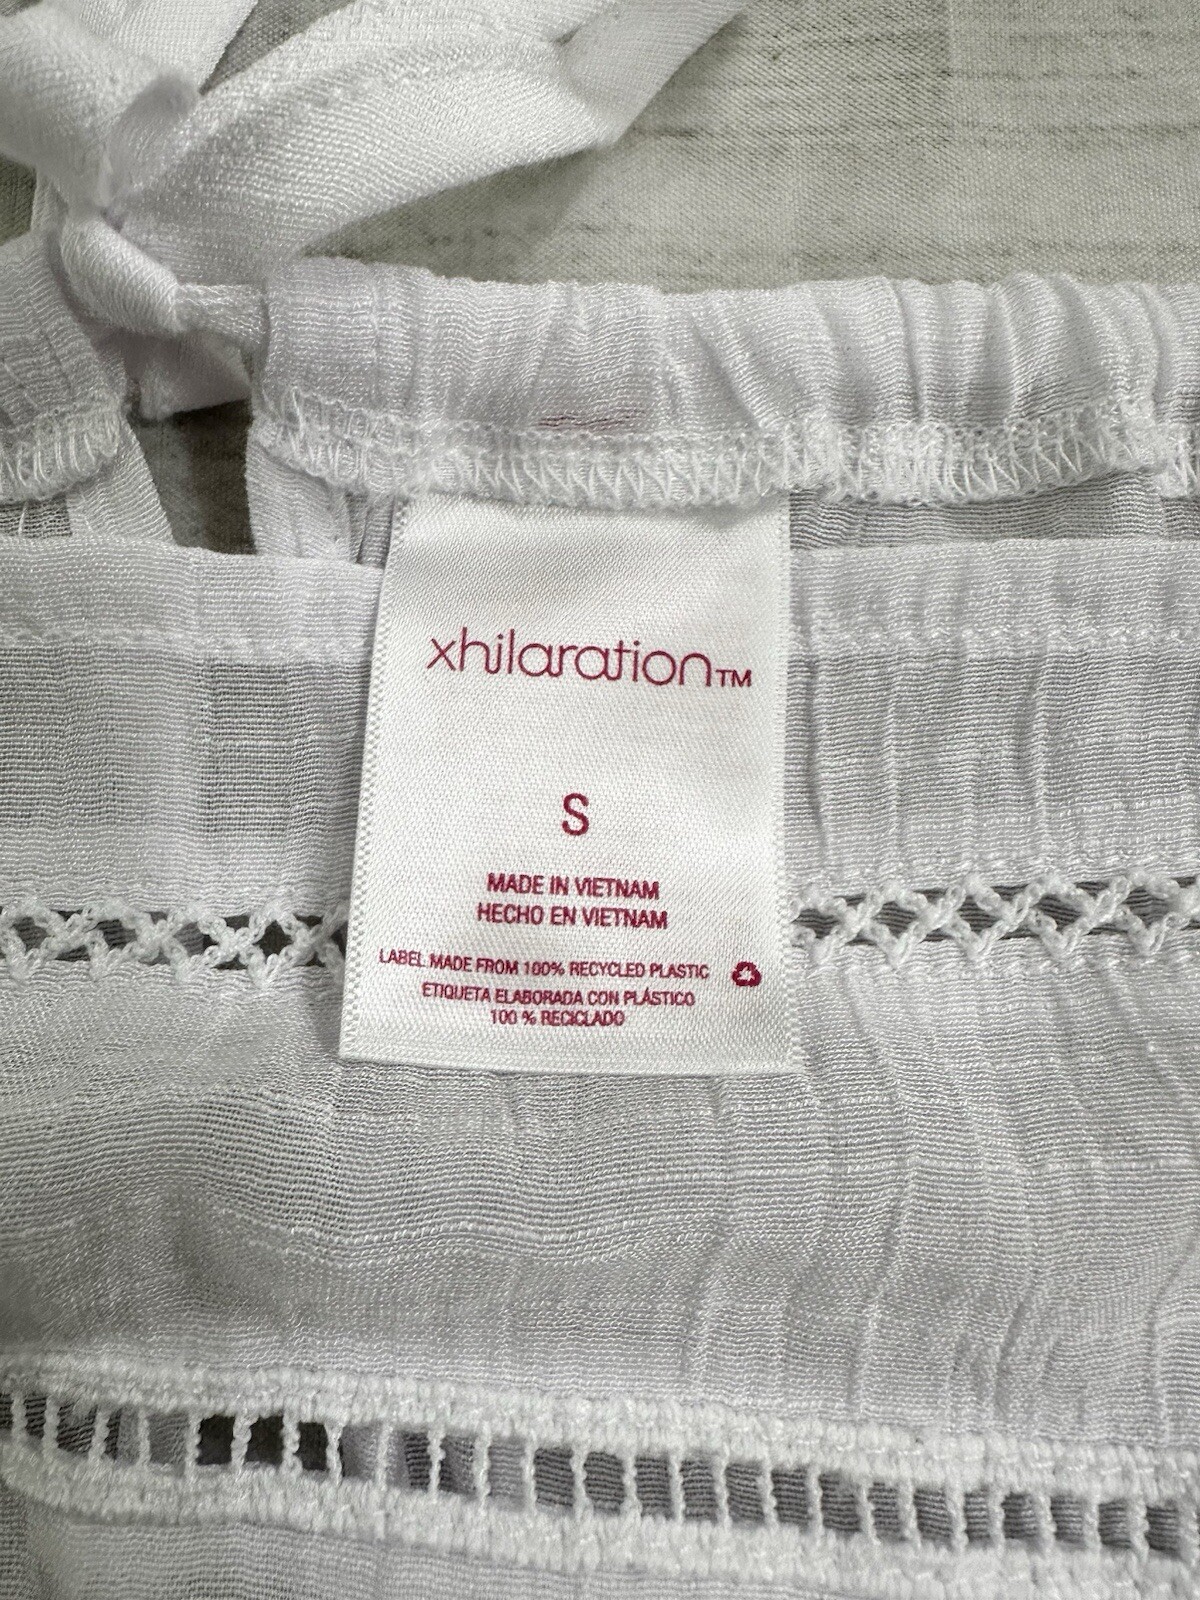 xhilaration™
S
MADE IN VIETNAM
HECHO EN VIETNAM
LABEL MADE FROM 100% RECYCLED PLASTIC
ETIQUETA ELABORADA CON PLÁSTICO
100 % RECICLADO